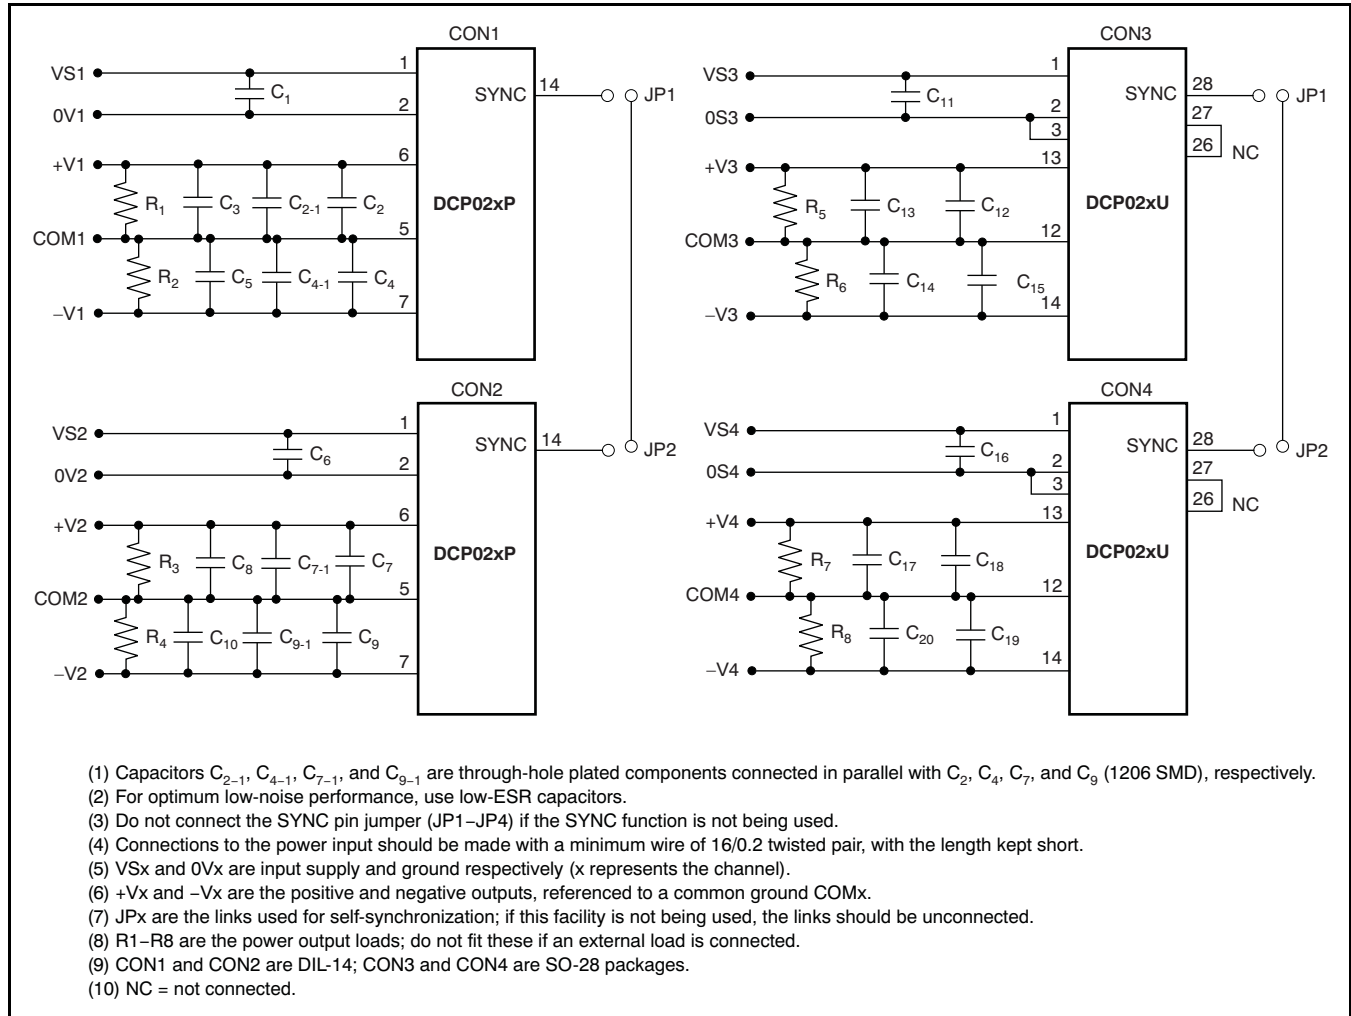 CON1
VS1
1
C1
SYNC
14
JP1
0V1
2
+V1
6
R1
C3
C2-1
C2
DCP02xP
COM1
5
R2
C5
C4-1
C4
−V1
7
CON2
VS2
1
C6
SYNC
14
JP2
0V2
2
+V2
6
R3
C8
C7-1
C7
DCP02xP
COM2
5
R4
C10
C9-1
C9
−V2
7
CON3
VS3
1
C11
SYNC
28
JP1
0S3
2
3
27
26
NC
+V3
13
R5
C13
C12
DCP02xU
COM3
12
R6
C14
C15
−V3
14
CON4
VS4
1
C16
SYNC
28
JP2
0S4
2
3
27
26
NC
+V4
13
R7
C17
C18
DCP02xU
COM4
12
R8
C20
C19
−V4
14
(1) Capacitors C2−1, C4−1, C7−1, and C9−1 are through-hole plated components connected in parallel with C2, C4, C7, and C9 (1206 SMD), respectively.
(2) For optimum low-noise performance, use low-ESR capacitors.
(3) Do not connect the SYNC pin jumper (JP1−JP4) if the SYNC function is not being used.
(4) Connections to the power input should be made with a minimum wire of 16/0.2 twisted pair, with the length kept short.
(5) VSx and 0Vx are input supply and ground respectively (x represents the channel).
(6) +Vx and −Vx are the positive and negative outputs, referenced to a common ground COMx.
(7) JPx are the links used for self-synchronization; if this facility is not being used, the links should be unconnected.
(8) R1−R8 are the power output loads; do not fit these if an external load is connected.
(9) CON1 and CON2 are DIL-14; CON3 and CON4 are SO-28 packages.
(10) NC = not connected.